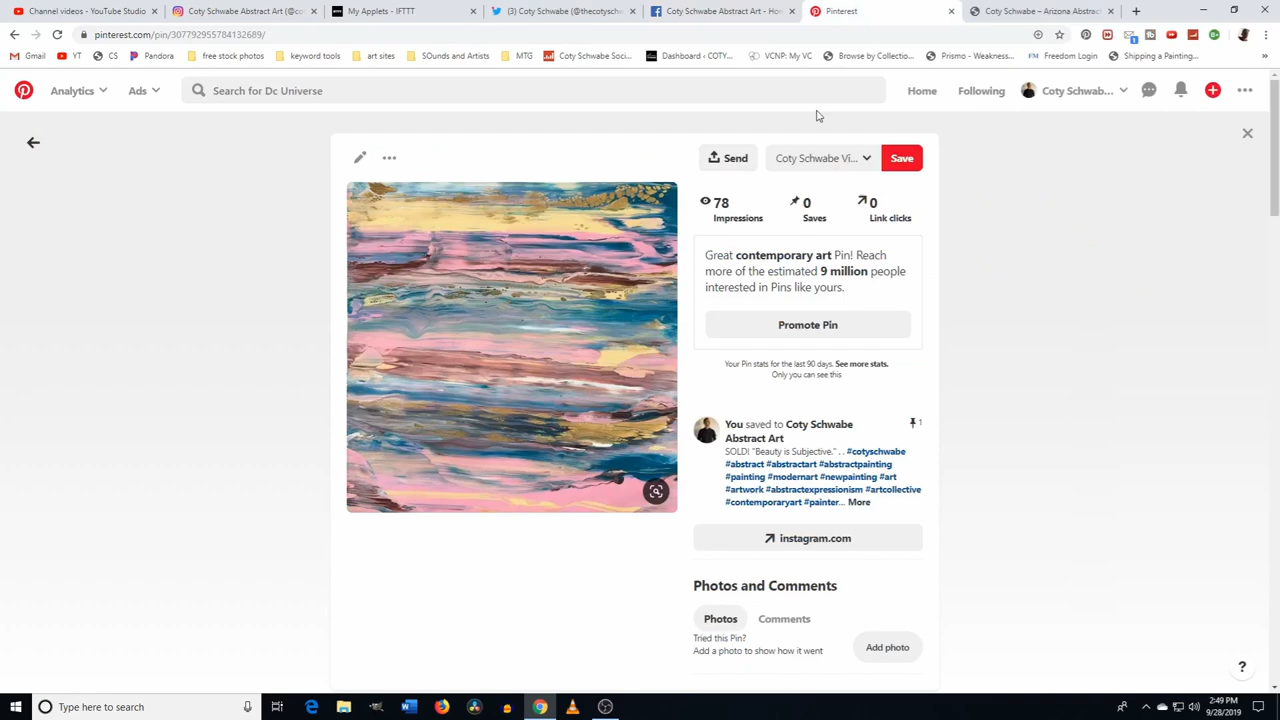 Channel videos - YouTube Studio
Coty Schwabe Abstract Art (@co
My Applets - IFTTT
(3) Coty Schwabe (@thecotysch
Coty Schwabe Abstract Art - Ho
Pinterest
Coty Schwabe – Arizona Abstrac
pinterest.com/pin/307792955784132689/
Gmail
YT
CS
Pandora
free stock photos
keyword tools
art sites
SOunds and Artists
MTG
Coty Schwabe Soci...
Dashboard ‹ COTY...
VCNP: My VC
Browse by Collectio...
Prismo - Weakness...
Freedom Login
Shipping a Painting...
Analytics
Ads
Search for Dc Universe
Home
Following
Coty Schwab...
Send
Coty Schwabe Vi...
Save
78
Impressions
0
Saves
0
Link clicks
Great contemporary art Pin! Reach
more of the estimated 9 million people
interested in Pins like yours.
Promote Pin
Your Pin stats for the last 90 days. See more stats.
Only you can see this
You saved to Coty Schwabe
Abstract Art
1
SOLD! "Beauty is Subjective." . . #cotyschwabe
#abstract #abstractart #abstractpainting
#painting #modernart #newpainting #art
#artwork #abstractexpressionism #artcollective
#contemporaryart #painter... More
instagram.com
Photos and Comments
Photos
Comments
Tried this Pin?
Add a photo to show how it went
Add photo
?
Type here to search
2:49 PM
9/28/2019